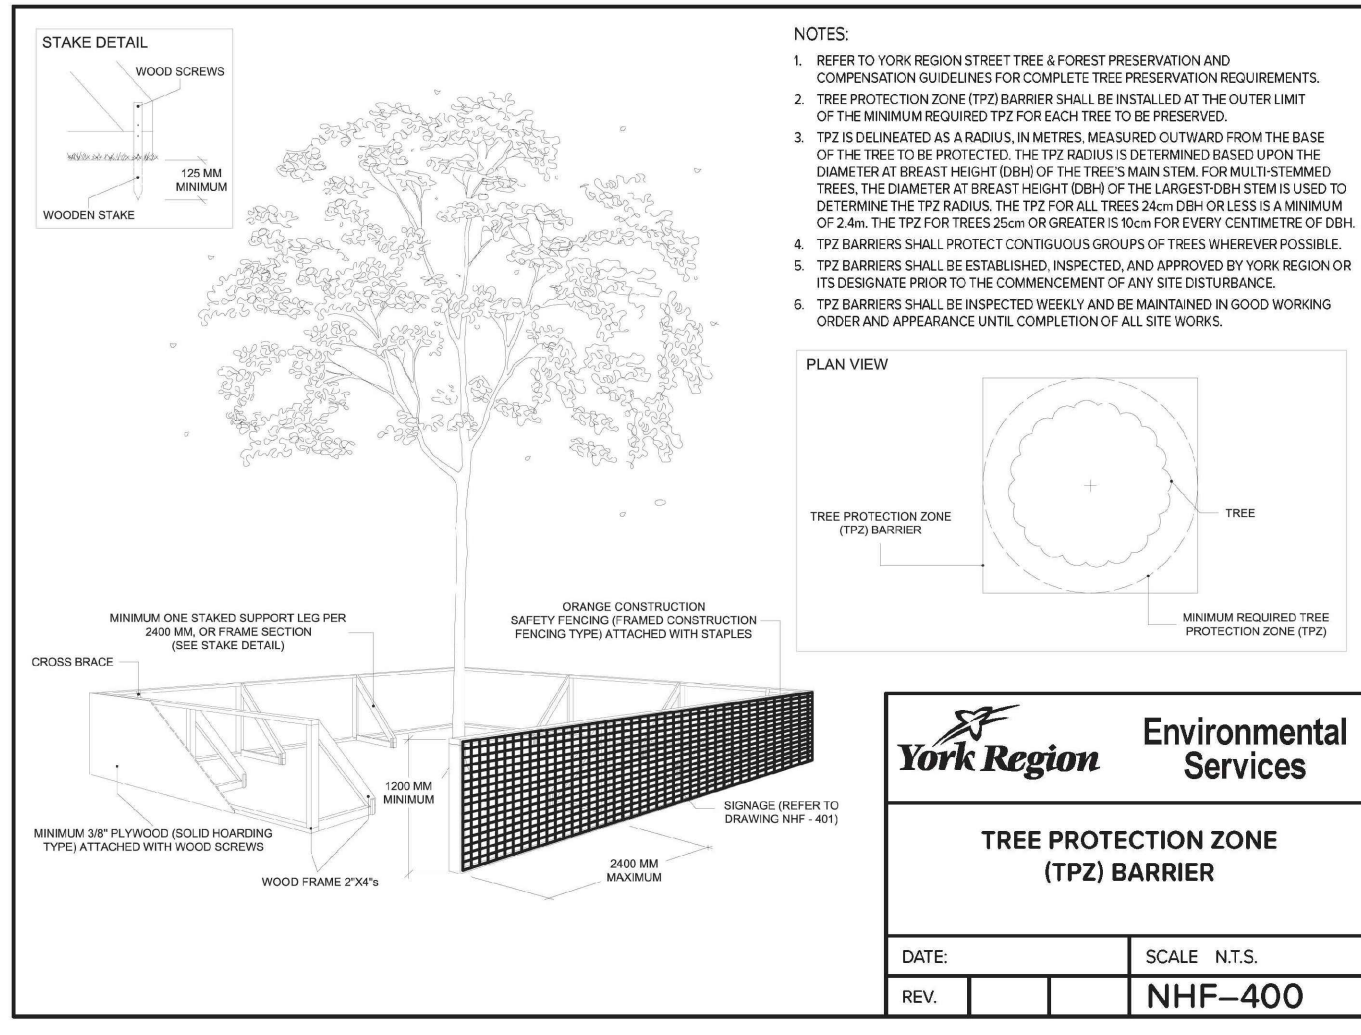 STAKE DETAIL
WOOD SCREWS
125 MM
MINIMUM
WOODEN STAKE
NOTES:
1. REFER TO YORK REGION STREET TREE & FOREST PRESERVATION AND
COMPENSATION GUIDELINES FOR COMPLETE TREE PRESERVATION REQUIREMENTS.
2. TREE PROTECTION ZONE (TPZ) BARRIER SHALL BE INSTALLED AT THE OUTER LIMIT
OF THE MINIMUM REQUIRED TPZ FOR EACH TREE TO BE PRESERVED.
3. TPZ IS DELINEATED AS A RADIUS, IN METRES, MEASURED OUTWARD FROM THE BASE
OF THE TREE TO BE PROTECTED. THE TPZ RADIUS IS DETERMINED BASED UPON THE
DIAMETER AT BREAST HEIGHT (DBH) OF THE TREE'S MAIN STEM. FOR MULTI-STEMMED
TREES, THE DIAMETER AT BREAST HEIGHT (DBH) OF THE LARGEST-DBH STEM IS USED TO
DETERMINE THE TPZ RADIUS. THE TPZ FOR ALL TREES 24cm DBH OR LESS IS A MINIMUM
OF 2.4m. THE TPZ FOR TREES 25cm OR GREATER IS 10cm FOR EVERY CENTIMETRE OF DBH.
4. TPZ BARRIERS SHALL PROTECT CONTIGUOUS GROUPS OF TREES WHEREVER POSSIBLE.
5. TPZ BARRIERS SHALL BE ESTABLISHED, INSPECTED, AND APPROVED BY YORK REGION OR
ITS DESIGNATE PRIOR TO THE COMMENCEMENT OF ANY SITE DISTURBANCE.
6. TPZ BARRIERS SHALL BE INSPECTED WEEKLY AND BE MAINTAINED IN GOOD WORKING
ORDER AND APPEARANCE UNTIL COMPLETION OF ALL SITE WORKS.
PLAN VIEW
TREE PROTECTION ZONE
(TPZ) BARRIER
TREE
MINIMUM REQUIRED TREE
PROTECTION ZONE (TPZ)
MINIMUM ONE STAKED SUPPORT LEG PER
2400 MM, OR FRAME SECTION
(SEE STAKE DETAIL)
CROSS BRACE
ORANGE CONSTRUCTION
SAFETY FENCING (FRAMED CONSTRUCTION
FENCING TYPE) ATTACHED WITH STAPLES
1200 MM
MINIMUM
SIGNAGE (REFER TO
DRAWING NHF - 401)
MINIMUM 3/8" PLYWOOD (SOLID HOARDING
TYPE) ATTACHED WITH WOOD SCREWS
WOOD FRAME 2"X4"s
2400 MM
MAXIMUM
York Region
Environmental
Services
TREE PROTECTION ZONE
(TPZ) BARRIER
DATE:
SCALE N.T.S.
REV.
NHF-400